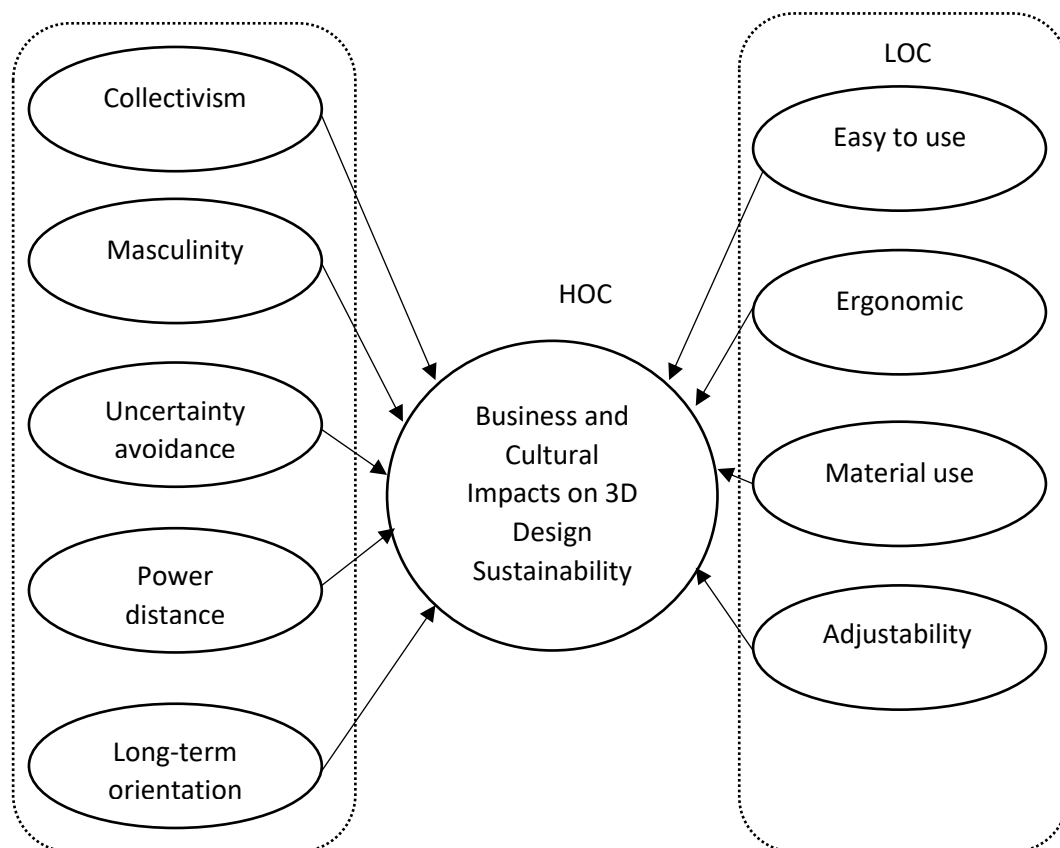 Collectivism
Masculinity
Uncertainty
avoidance
Power
distance
Long-term
orientation
HOC
Business and
Cultural
Impacts on 3D
Design
Sustainability
LOC
Easy to use
Ergonomic
Material use
Adjustability